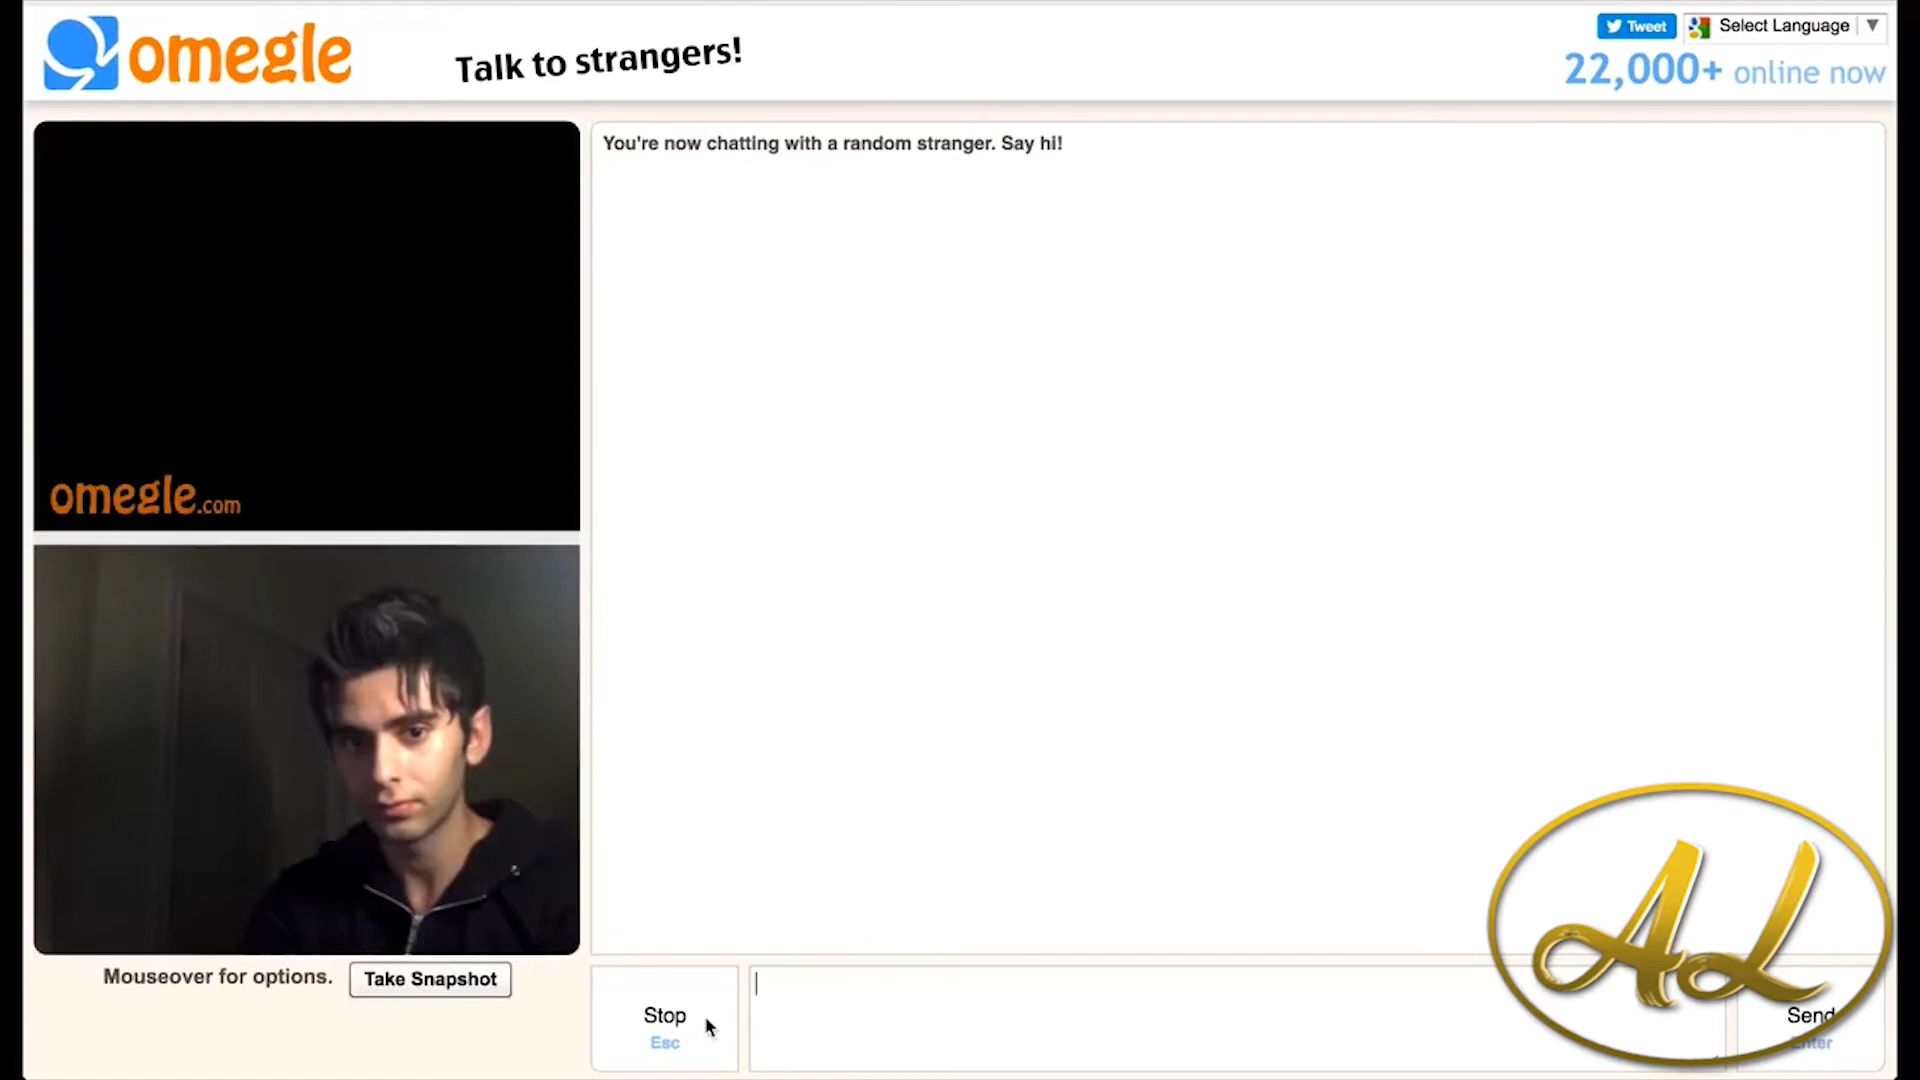 omegle
Talk to strangers!
Tweet
Select Language
22,000+ online now
You're now chatting with a random stranger. Say hi!
omegle.com
Mouseover for options.
Take Snapshot
Stop
Esc
Send
Enter
AL